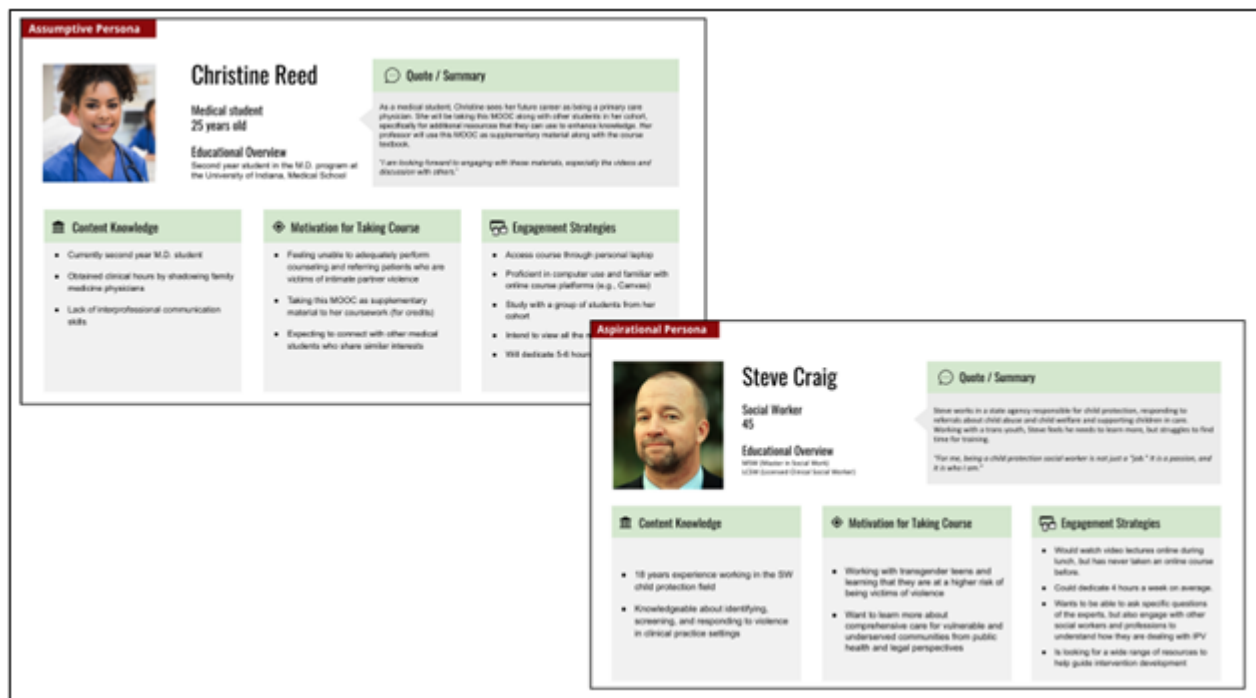 Assumptive Persona
Christine Reed
Medical student
25 years old
Educational Overview
Second year student in the M.D. program at
the University of Indiana, Medical School
Quote / Summary
As a medical student, Christine sees her future career as being a primary care
physician. She will be taking this MOOC along with other students in her cohort,
specifically for additional resources that they can use to enhance knowledge. Her
professor will use this MOOC as supplementary material along with the course
textbook.
"I am looking forward to engaging with these materials, especially the videos and
discussion with others."
Content Knowledge
Currently second year M.D. student
Obtained clinical hours by shadowing family
medicine physicians
Lack of interprofessional communication
skills
Motivation for Taking Course
Feeling unable to adequately perform
counseling and referring patients who are
victims of intimate partner violence
Taking this MOOC as supplementary
material to her coursework (for credits)
Expecting to connect with other medical
students who share similar interests
Engagement Strategies
Access course through personal laptop
Proficient in computer use and familiar with
online course platforms (e.g., Canvas)
Study with a group of students from her
cohort
Intend to view all the
Will dedicate 5-6 hour
Aspirational Persona
Steve Craig
Social Worker
45
Educational Overview
MSW (Master in Social Work)
LCSW (Licensed Clinical Social Worker)
Quote / Summary
Steve works in a state agency responsible for child protection, responding to
referrals about child abuse and child welfare and supporting children in care.
Working with a trans youth, Steve feels he needs to learn more, but struggles to find
time for training.
"For me, being a child protection social worker is not just a "job." It is a passion, and
it is who I am."
Content Knowledge
18 years experience working in the SW
child protection field
Knowledgeable about identifying,
screening, and responding to violence
in clinical practice settings
Motivation for Taking Course
Working with transgender teens and
learning that they are at a higher risk of
being victims of violence
Want to learn more about
comprehensive care for vulnerable and
underserved communities from public
health and legal perspectives
Engagement Strategies
Would watch video lectures online during
lunch, but has never taken an online course
before.
Could dedicate 4 hours a week on average.
Wants to be able to ask specific questions
of the experts, but also engage with other
social workers and professions to
understand how they are dealing with IPV
Is looking for a wide range of resources to
help guide intervention development